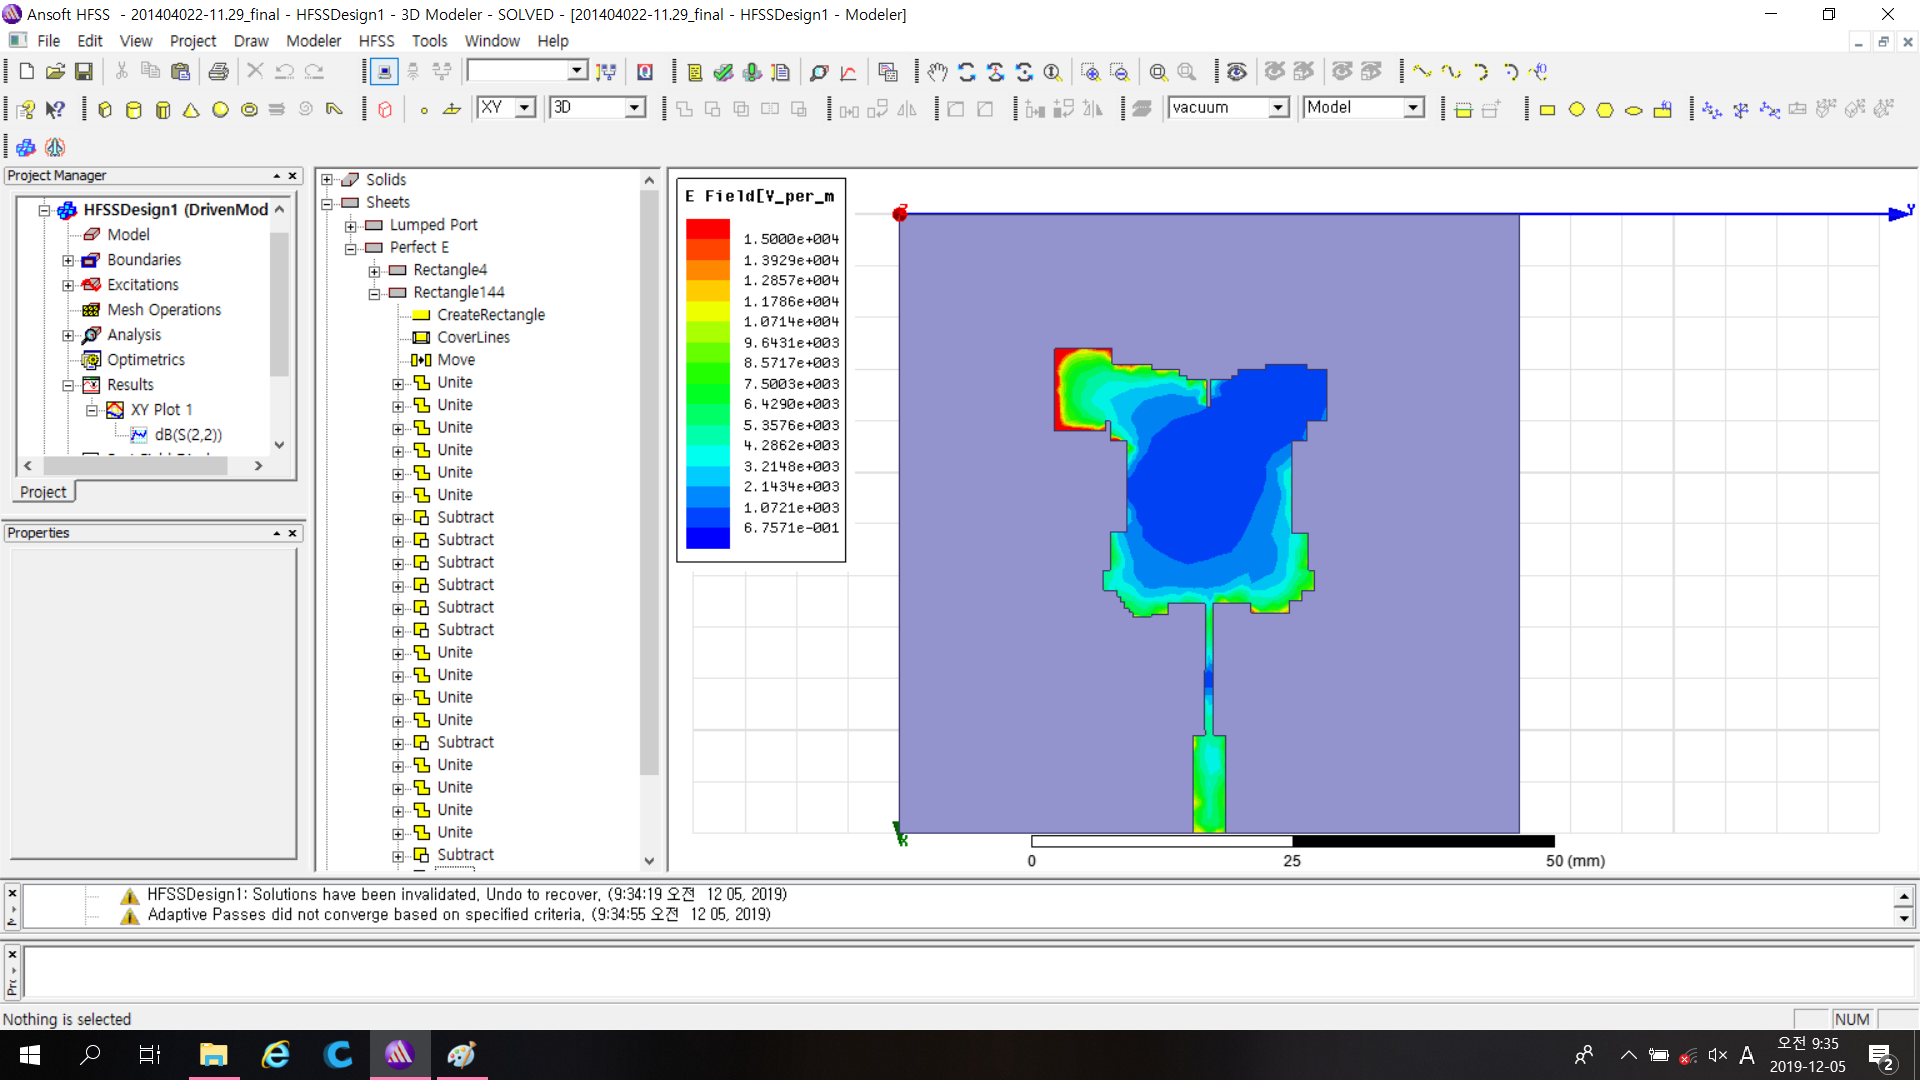 Ansoft HFSS - 201404022-11.29_final - HFSSDesign1 - 3D Modeler - SOLVED - [201404022-11.29_final - HFSSDesign1 - Modeler]
File Edit View Project Draw Modeler HFSS Tools Window Help
XY 3D vacuum Model
Project Manager
HFSSDesign1 (DrivenMod
Model
Boundaries
Excitations
Mesh Operations
Analysis
Optimetrics
Results
XY Plot 1
dB(S(2,2))
Project
Properties
Solids
Sheets
Lumped Port
Perfect E
Rectangle4
Rectangle144
CreateRectangle
CoverLines
Move
Unite
Unite
Unite
Unite
Unite
Unite
Subtract
Subtract
Subtract
Subtract
Subtract
Subtract
Unite
Unite
Unite
Unite
Subtract
Unite
Unite
Unite
Unite
Subtract
E Field[V_per_m
1.5000e+004
1.3929e+004
1.2857e+004
1.1786e+004
1.0714e+004
9.6431e+003
8.5717e+003
7.5003e+003
6.4290e+003
5.3576e+003
4.2862e+003
3.2148e+003
2.1434e+003
1.0721e+003
6.7571e-001
Z
Y
X
0 25 50 (mm)
HFSSDesign1: Solutions have been invalidated, Undo to recover, (9:34:19 오전 12 05, 2019)
Adaptive Passes did not converge based on specified criteria, (9:34:55 오전 12 05, 2019)
Nothing is selected
NUM
A
오전 9:35
2019-12-05
2